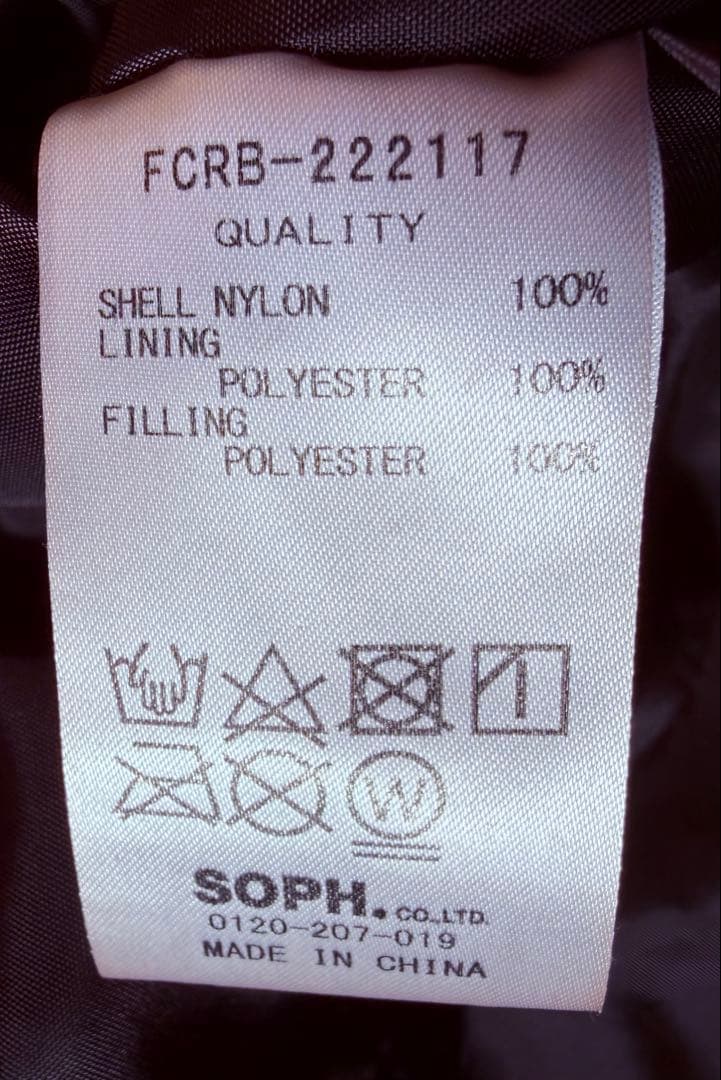 FCRB-222117
QUALITY
SHELL NYLON 100%
LINING
POLYESTER 100%
FILLING
POLYESTER 100%
W
SOPH. CO.,LTD.
0120-207-019
MADE IN CHINA